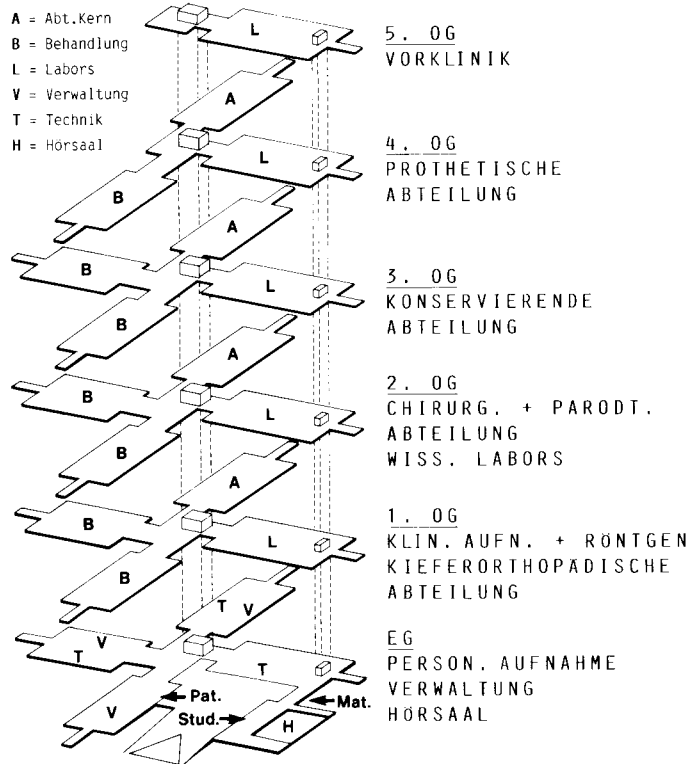 A = Abt.Kern
B = Behandlung
L = Labors
V = Verwaltung
T = Technik
H = Hörsaal
L
5. OG
VORKLINIK
A
L
4. OG
PROTHETISCHE
ABTEILUNG
B
A
B
L
3. OG
KONSERVIERENDE
ABTEILUNG
B
A
B
L
2. OG
CHIRURG. + PARODT.
ABTEILUNG
WISS. LABORS
B
A
B
L
1. OG
KLIN. AUFN. + RÖNTGEN
KIEFERORTHOPÄDISCHE
ABTEILUNG
B
T V
V
T
T
EG
PERSON. AUFNAHME
VERWALTUNG
HÖRSAAL
V
Pat.
Stud.
Mat.
H